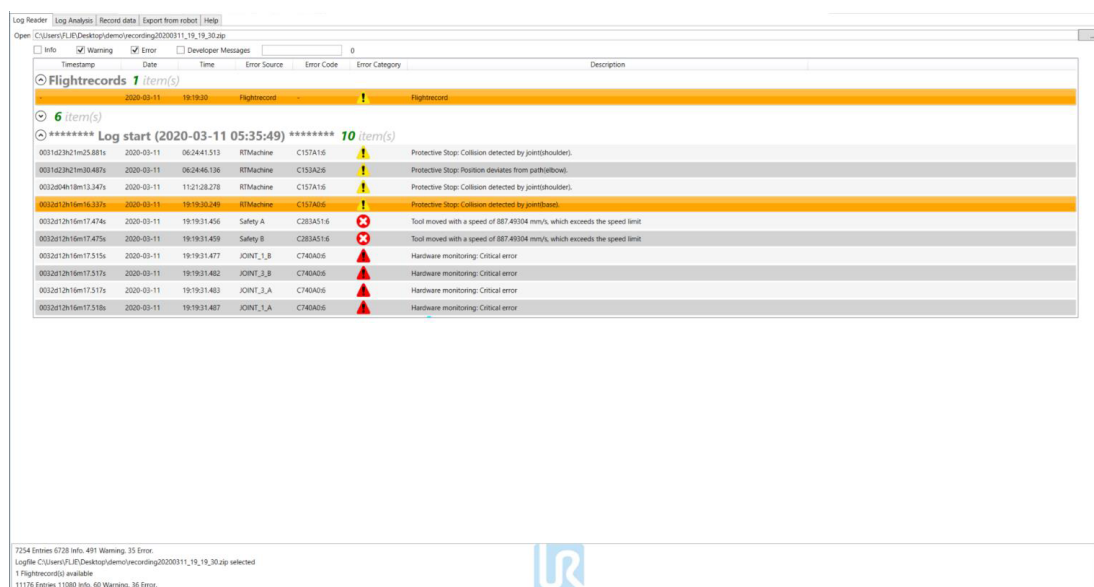 Log Reader Log Analysis Record data Export from robot Help
Open C:\Users\FLJE\Desktop\demo\recording20200311_19_19_30.zip ...
Info Warning Error Developer Messages 0
Timestamp Date Time Error Source Error Code Error Category Description
Flightrecords 1 item(s)
- 2020-03-11 19:19:30 Flightrecord - Flightrecord
6 item(s)
******** Log start (2020-03-11 05:35:49) ******** 10 item(s)
0031d23h21m25.881s 2020-03-11 06:24:41.513 RTMachine C157A1:6 Protective Stop: Collision detected by joint(shoulder).
0031d23h21m30.487s 2020-03-11 06:24:46.136 RTMachine C153A2:6 Protective Stop: Position deviates from path(elbow).
0032d04h18m13.347s 2020-03-11 11:21:28.278 RTMachine C157A1:6 Protective Stop: Collision detected by joint(shoulder).
0032d12h16m16.337s 2020-03-11 19:19:30.249 RTMachine C157A0:6 Protective Stop: Collision detected by joint(base).
0032d12h16m17.474s 2020-03-11 19:19:31.456 Safety A C283A51:6 Tool moved with a speed of 887.49304 mm/s, which exceeds the speed limit
0032d12h16m17.475s 2020-03-11 19:19:31.459 Safety B C283A51:6 Tool moved with a speed of 887.49304 mm/s, which exceeds the speed limit
0032d12h16m17.515s 2020-03-11 19:19:31.477 JOINT_1_B C740A0:6 Hardware monitoring: Critical error
0032d12h16m17.517s 2020-03-11 19:19:31.482 JOINT_3_B C740A0:6 Hardware monitoring: Critical error
0032d12h16m17.517s 2020-03-11 19:19:31.483 JOINT_3_A C740A0:6 Hardware monitoring: Critical error
0032d12h16m17.518s 2020-03-11 19:19:31.487 JOINT_1_A C740A0:6 Hardware monitoring: Critical error
7254 Entries 6728 Info. 491 Warning. 35 Error.
Logfile C:\Users\FLJE\Desktop\demo\recording20200311_19_19_30.zip selected
1 Flightrecord(s) available
11176 Entries 11080 Info. 60 Warning. 36 Error.
UR